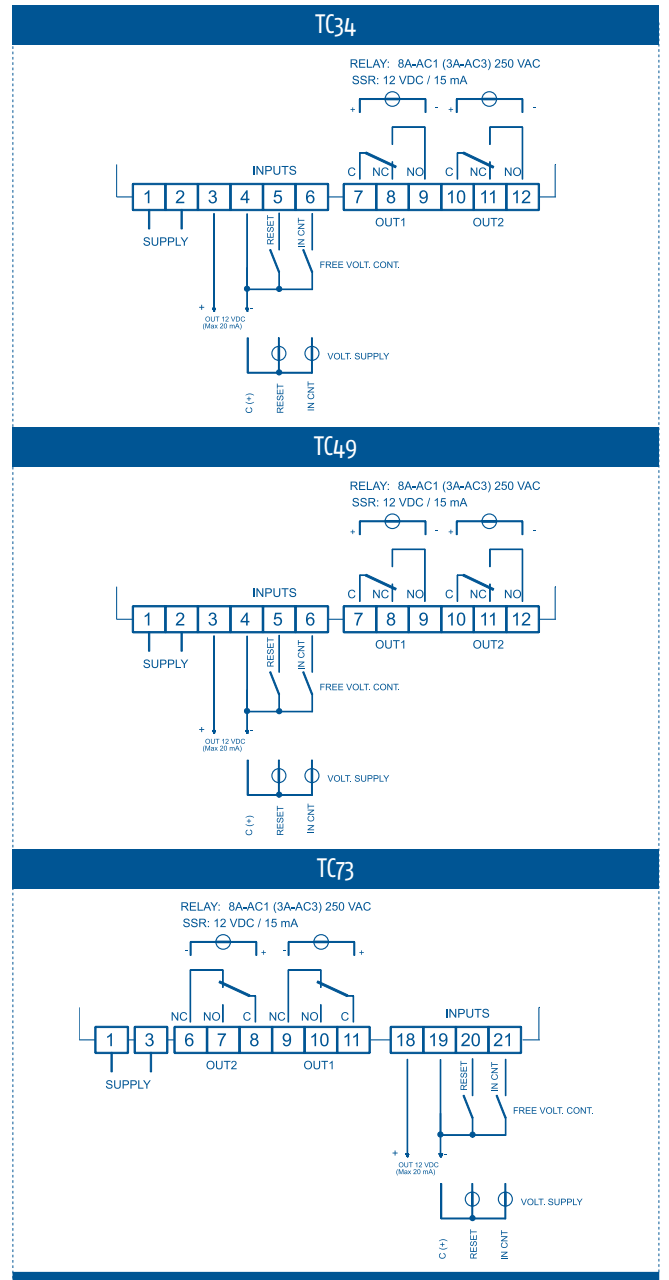 TC34
RELAY: 8A-AC1 (3A-AC3) 250 VAC
SSR: 12 VDC / 15 mA
+ - + -
INPUTS
C NC NO C NC NO
1 2 3 4 5 6 7 8 9 10 11 12
SUPPLY
OUT1 OUT2
RESET
IN CNT
FREE VOLT. CONT.
+ -
OUT 12 VDC
(Max 20 mA)
VOLT. SUPPLY
C (+)
RESET
IN CNT
TC49
RELAY: 8A-AC1 (3A-AC3) 250 VAC
SSR: 12 VDC / 15 mA
+ - + -
INPUTS
C NC NO C NC NO
1 2 3 4 5 6 7 8 9 10 11 12
SUPPLY
OUT1 OUT2
RESET
IN CNT
FREE VOLT. CONT.
+ -
OUT 12 VDC
(Max 20 mA)
VOLT. SUPPLY
C (+)
RESET
IN CNT
TC73
RELAY: 8A-AC1 (3A-AC3) 250 VAC
SSR: 12 VDC / 15 mA
- + - +
NC NO C NC NO C
INPUTS
1 3 6 7 8 9 10 11 18 19 20 21
SUPPLY
OUT2 OUT1
RESET
IN CNT
FREE VOLT. CONT.
+ -
OUT 12 VDC
(Max 20 mA)
VOLT. SUPPLY
C (+)
RESET
IN CNT